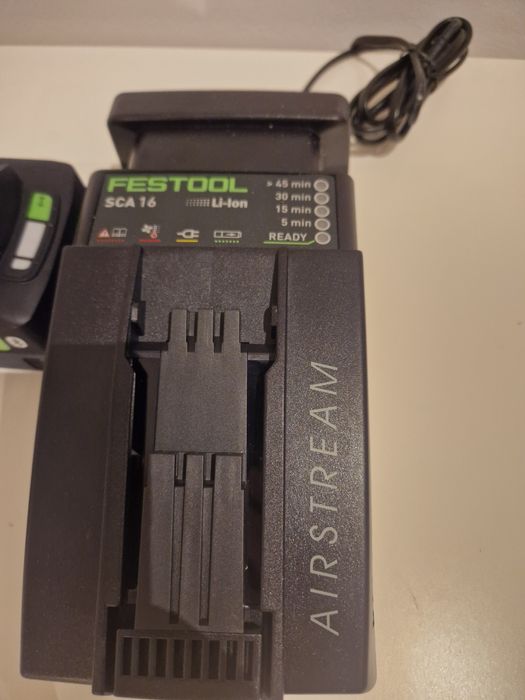 FESTOOL
SCA 16
Li-Ion
> 45 min
30 min
15 min
5 min
READY
AIRSTREAM